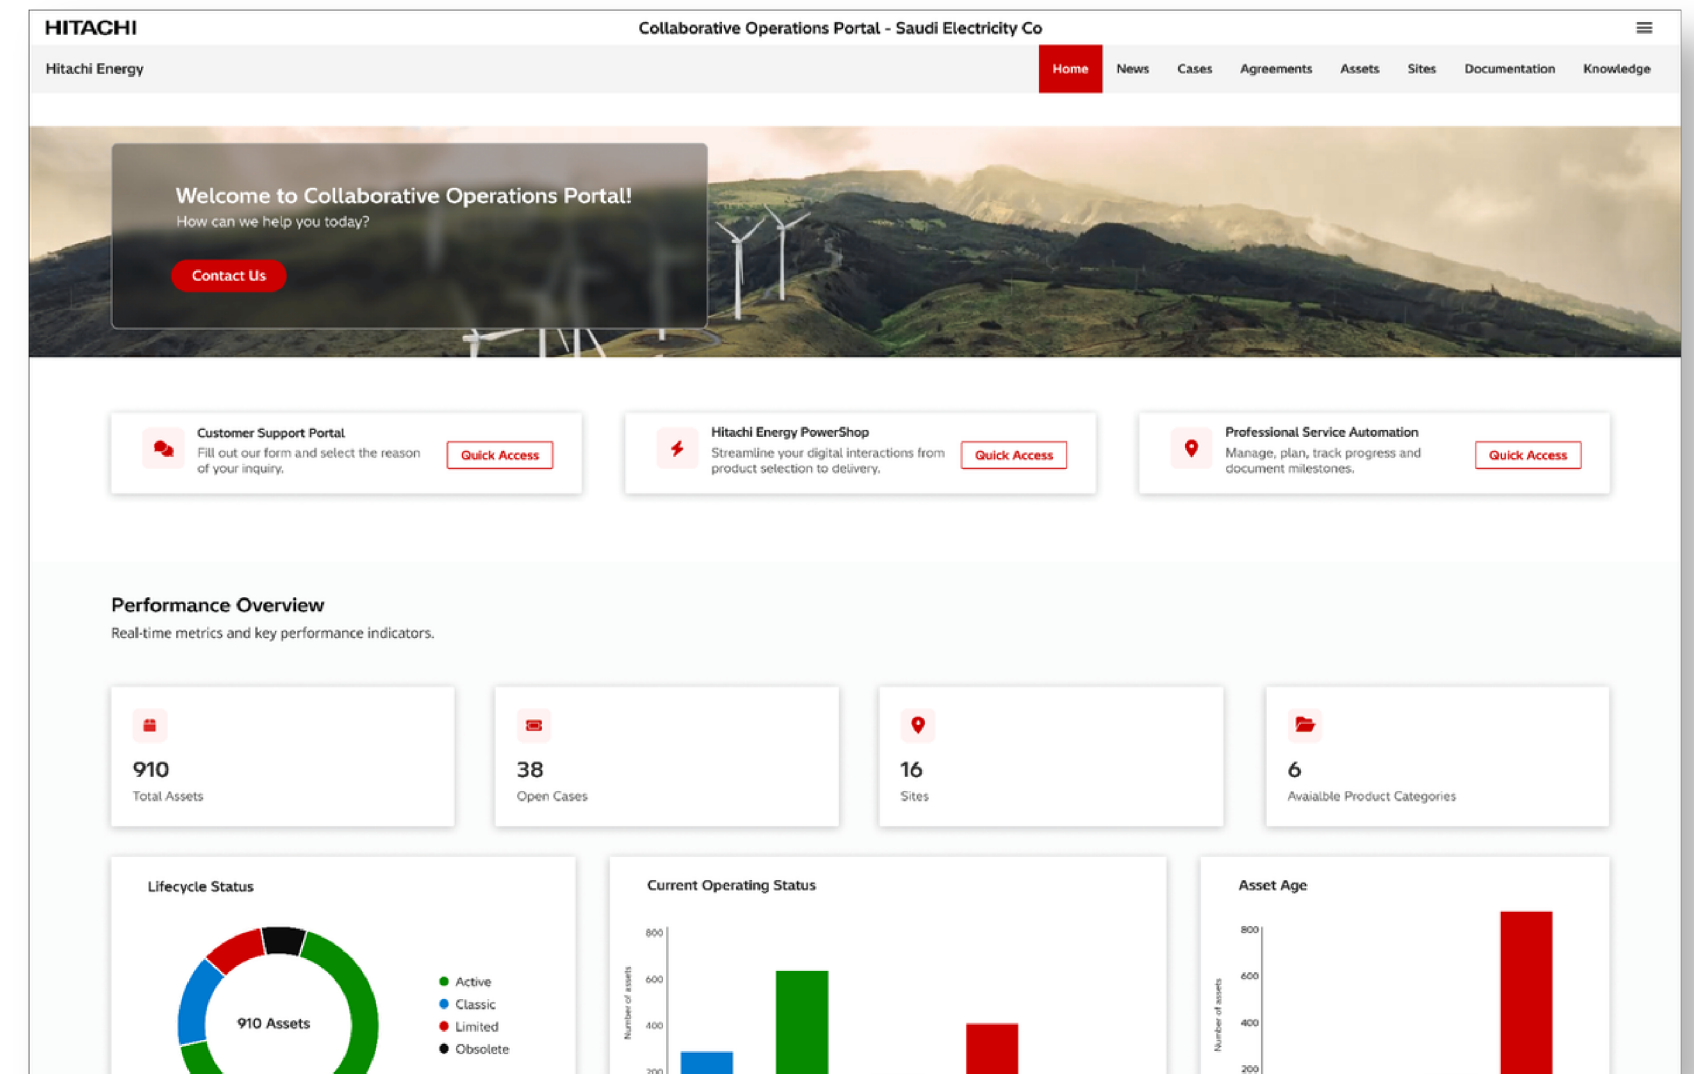 HITACHI
Collaborative Operations Portal - Saudi Electricity Co
Hitachi Energy
Home
News
Cases
Agreements
Assets
Sites
Documentation
Knowledge
Welcome to Collaborative Operations Portal!
How can we help you today?
Contact Us
Customer Support Portal
Fill out our form and select the reason
of your inquiry.
Quick Access
Hitachi Energy PowerShop
Streamline your digital interactions from
product selection to delivery.
Quick Access
Professional Service Automation
Manage, plan, track progress and
document milestones.
Quick Access
Performance Overview
Real-time metrics and key performance indicators.
910
Total Assets
38
Open Cases
16
Sites
6
Avaialble Product Categories
Lifecycle Status
910 Assets
Active
Classic
Limited
Obsolete
Current Operating Status
Number of assets
800
600
400
200
Asset Age
Number of assets
800
600
400
200